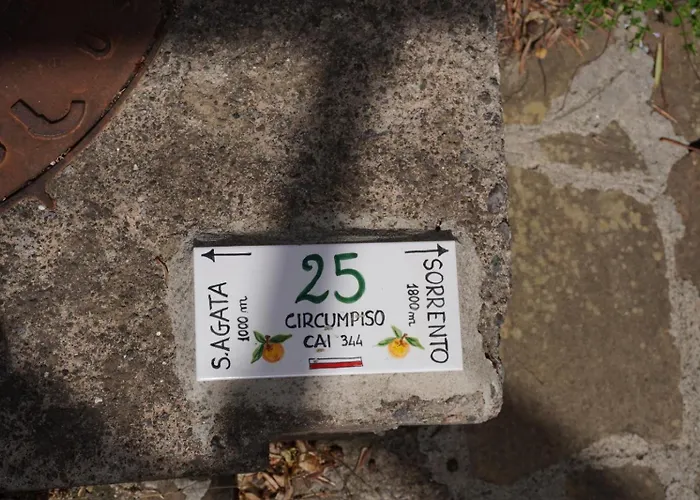 S.AGATA
1000 m
25
CIRCUMPiSO
CAI 344
SORRENTO
1800 m